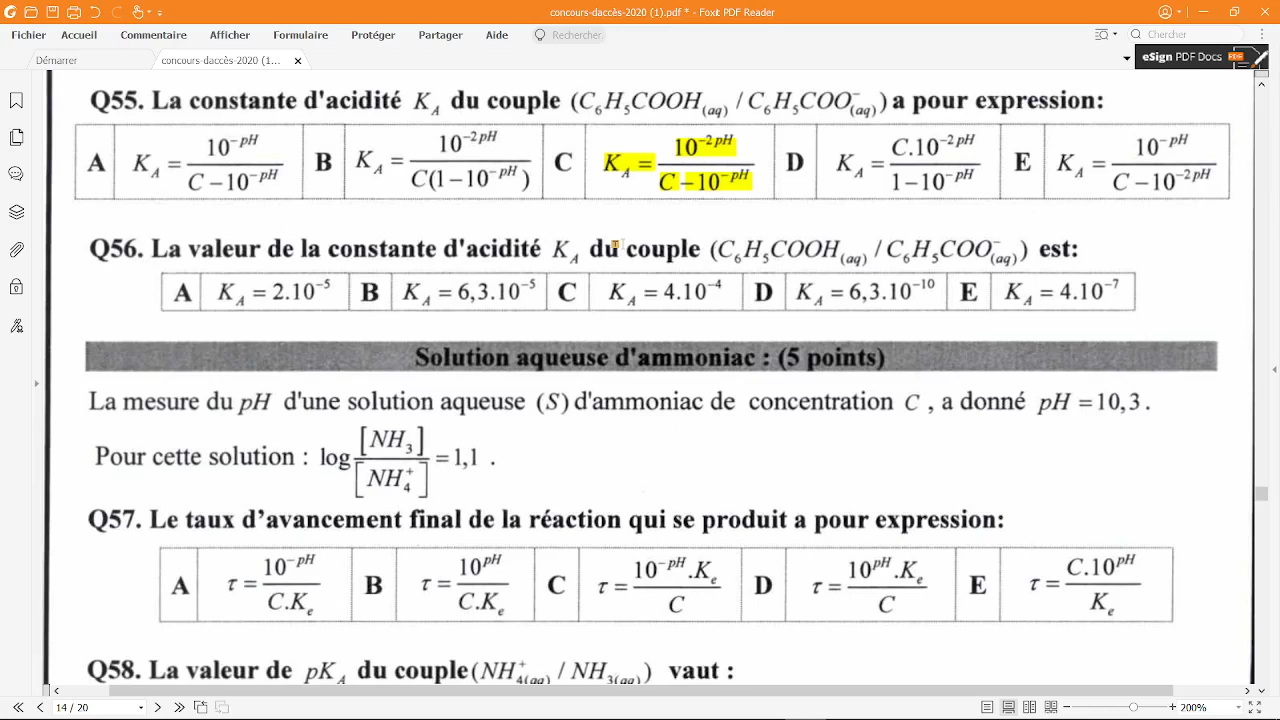 concours-daccès-2020 (1).pdf * - Foxit PDF Reader
Fichier Accueil Commentaire Afficher Formulaire Protéger Partager Aide Rechercher Chercher
Démarrer concours-daccès-2020 (1... eSign PDF Docs
Q55. La constante d'acidité K_A du couple (C₆H₅COOH(aq) / C₆H₅COO⁻(aq)) a pour expression:
A K_A = 10^(-pH) / (C - 10^(-pH)) B K_A = 10^(-2pH) / (C(1 - 10^(-pH))) C K_A = 10^(-2pH) / (C - 10^(-pH)) D K_A = C.10^(-2pH) / (1 - 10^(-pH)) E K_A = 10^(-pH) / (C - 10^(-2pH))
Q56. La valeur de la constante d'acidité K_A du couple (C₆H₅COOH(aq) / C₆H₅COO⁻(aq)) est:
A K_A = 2.10⁻⁵ B K_A = 6,3.10⁻⁵ C K_A = 4.10⁻⁴ D K_A = 6,3.10⁻¹⁰ E K_A = 4.10⁻⁷
Solution aqueuse d'ammoniac : (5 points)
La mesure du pH d'une solution aqueuse (S) d'ammoniac de concentration C , a donné pH = 10,3 .
Pour cette solution : log [NH₃] / [NH₄⁺] = 1,1 .
Q57. Le taux d'avancement final de la réaction qui se produit a pour expression:
A τ = 10^(-pH) / (C.K_e) B τ = 10^(pH) / (C.K_e) C τ = 10^(-pH).K_e / C D τ = 10^(pH).K_e / C E τ = C.10^(pH) / K_e
Q58. La valeur de pK_A du couple (NH₄⁺(aq) / NH₃(aq)) vaut :
14 / 20 200%